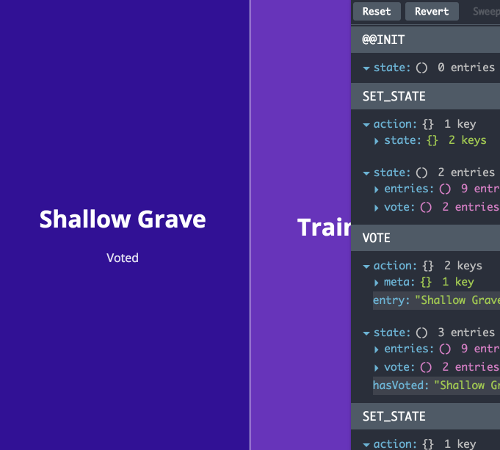 Shallow Grave
Voted
Train
Reset Revert Sweep
@@INIT
state: () 0 entries
SET_STATE
action: {} 1 key
state: {} 2 keys
state: () 2 entries
entries: () 9 entr
vote: () 2 entries
VOTE
action: {} 2 keys
meta: {} 1 key
entry: "Shallow Grave
state: () 3 entries
entries: () 9 entr
vote: () 2 entries
hasVoted: "Shallow Gr
SET_STATE
action: {} 1 key